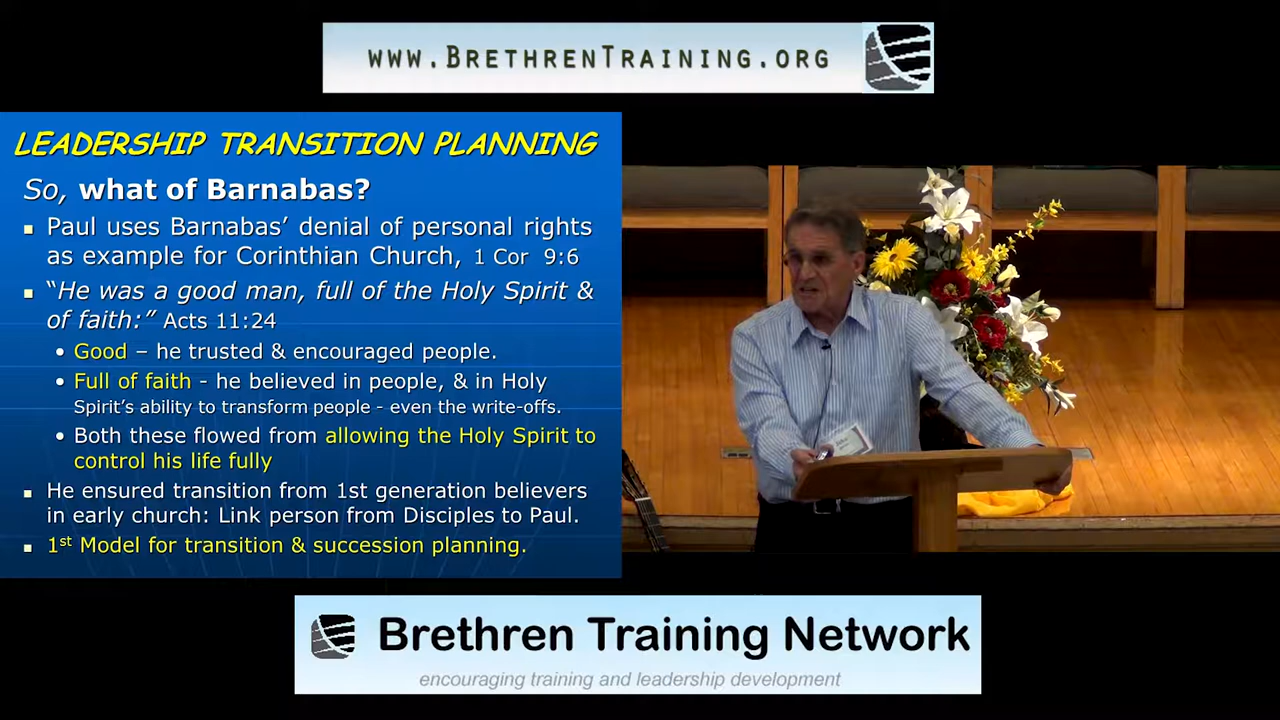 www.BrethrenTraining.org
LEADERSHIP TRANSITION PLANNING
So, what of Barnabas?
Paul uses Barnabas’ denial of personal rights
as example for Corinthian Church, 1 Cor 9:6
“He was a good man, full of the Holy Spirit &
of faith:” Acts 11:24
Good – he trusted & encouraged people.
Full of faith - he believed in people, & in Holy
Spirit’s ability to transform people - even the write-offs.
Both these flowed from allowing the Holy Spirit to
control his life fully
He ensured transition from 1st generation believers
in early church: Link person from Disciples to Paul.
1st Model for transition & succession planning.
Brethren Training Network
encouraging training and leadership development